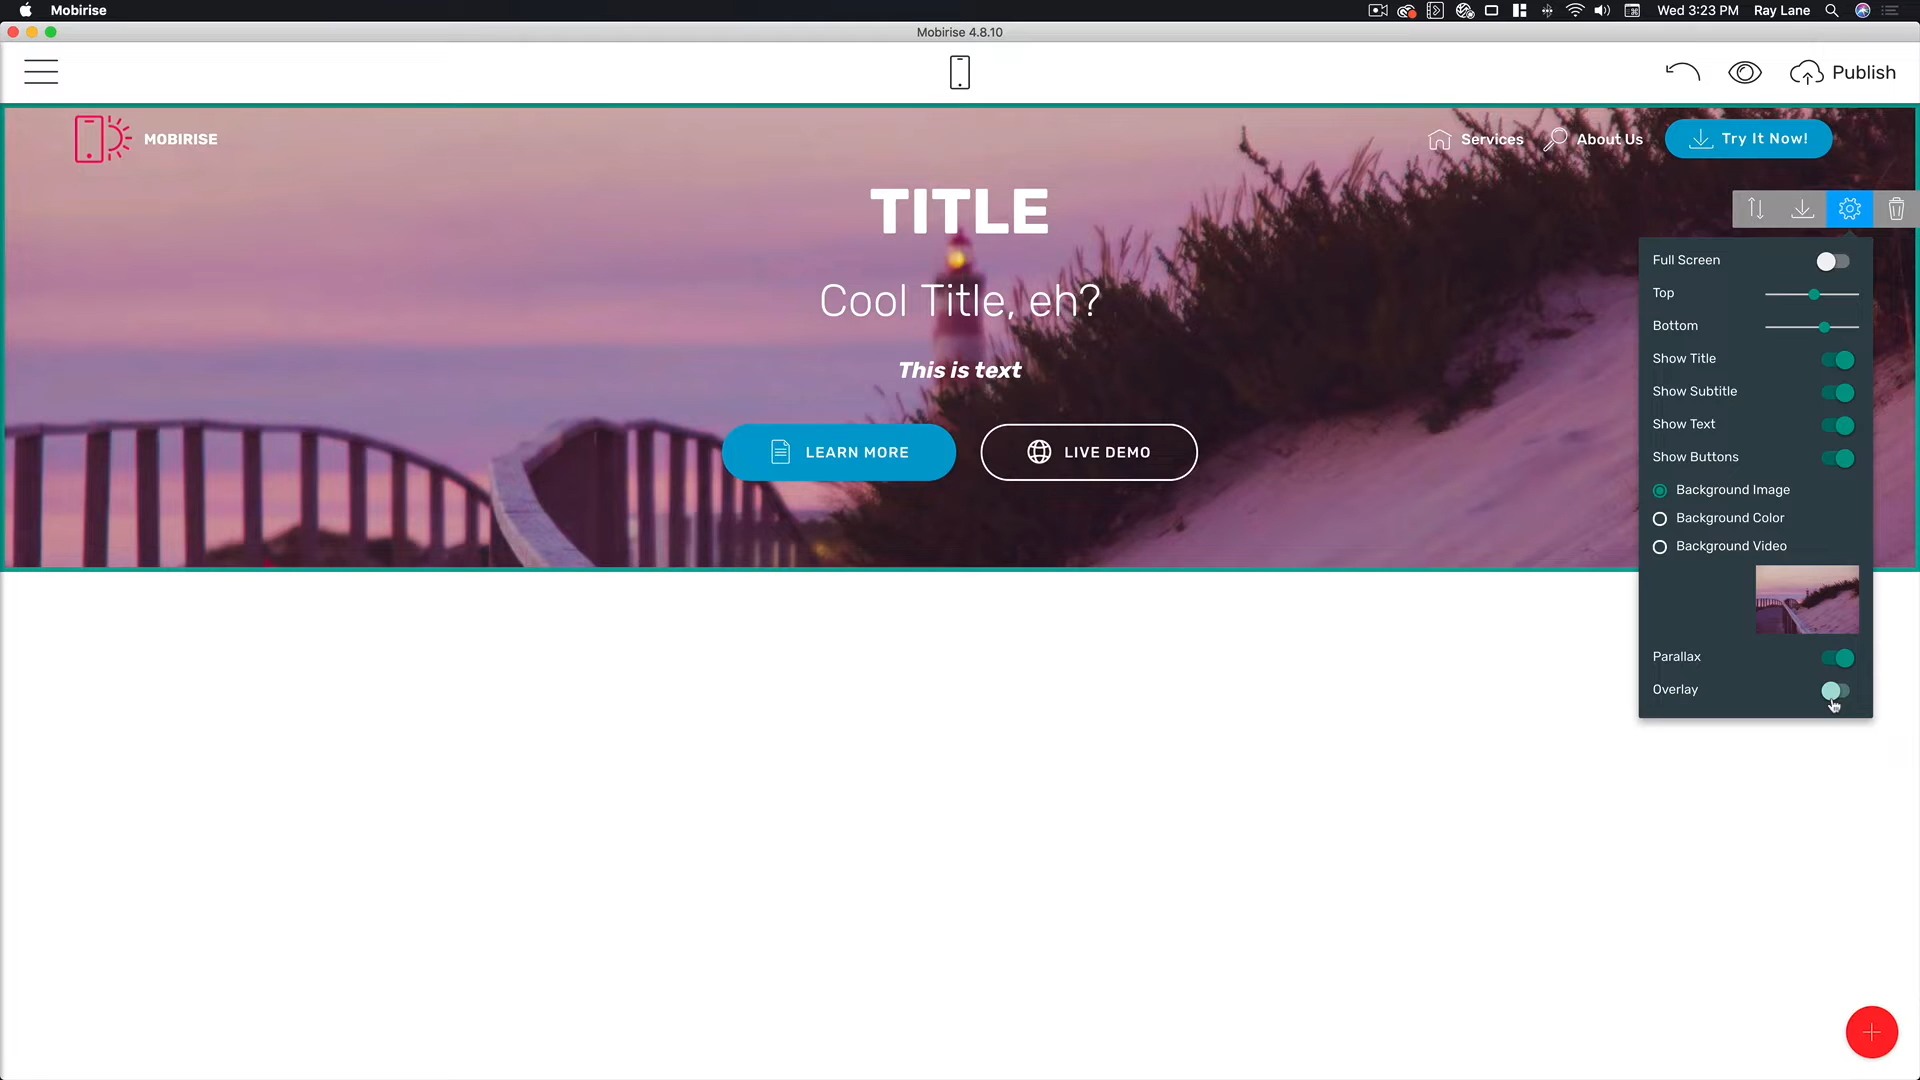 Mobirise
Wed 3:23 PM
Ray Lane
Mobirise 4.8.10
Publish
MOBIRISE
Services
About Us
Try It Now!
TITLE
Cool Title, eh?
This is text
LEARN MORE
LIVE DEMO
Full Screen
Top
Bottom
Show Title
Show Subtitle
Show Text
Show Buttons
Background Image
Background Color
Background Video
Parallax
Overlay